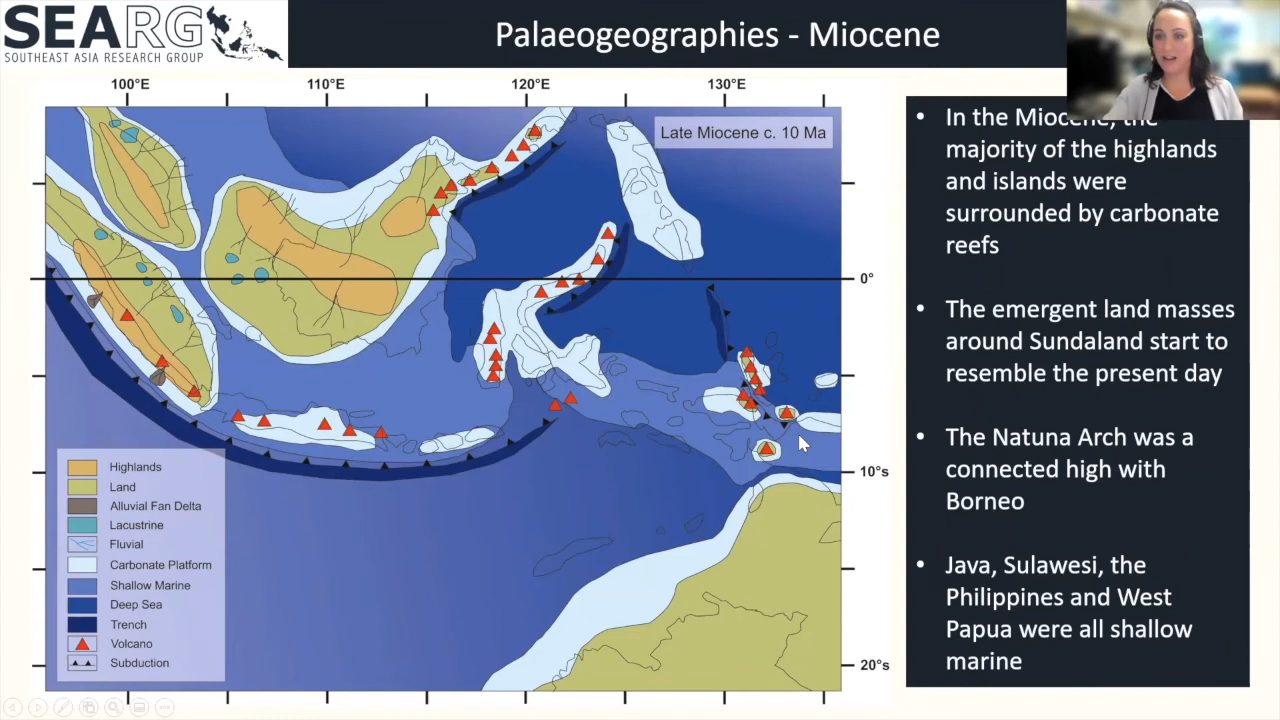 SEARG
SOUTHEAST ASIA RESEARCH GROUP
Palaeogeographies - Miocene
100°E
110°E
120°E
130°E
Late Miocene c. 10 Ma
0°
10°s
20°s
Highlands
Land
Alluvial Fan Delta
Lacustrine
Fluvial
Carbonate Platform
Shallow Marine
Deep Sea
Trench
Volcano
Subduction
• In the Miocene, the
majority of the highlands
and islands were
surrounded by carbonate
reefs
• The emergent land masses
around Sundaland start to
resemble the present day
• The Natuna Arch was a
connected high with
Borneo
• Java, Sulawesi, the
Philippines and West
Papua were all shallow
marine